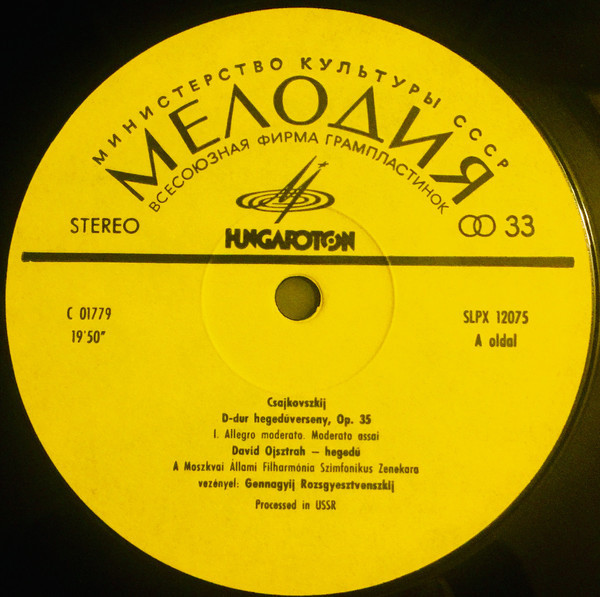 МИНИСТЕРСТВО КУЛЬТУРЫ СССР
МЕЛОДИЯ
ВСЕСОЮЗНАЯ ФИРМА ГРАМПЛАСТИНОК
STEREO
33
HUNGAROTON
C 01779
19'50"
SLPX 12075
A oldal
Csajkovszkij
D-dur hegedűverseny, Op. 35
I. Allegro moderato. Moderato assai
David Ojsztrah — hegedű
A Moszkvai Állami Filharmónia Szimfonikus Zenekara
vezényel: Gennagyij Rozsgyesztvenszkij
Processed in USSR